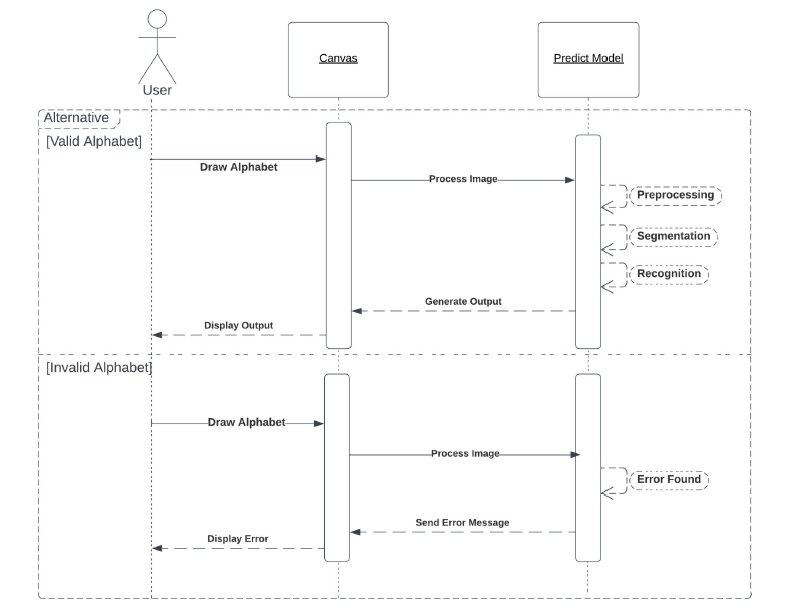 Canvas
Predict Model
User
Alternative
[Valid Alphabet]
Draw Alphabet
Process Image
Preprocessing
Segmentation
Recognition
Generate Output
Display Output
[Invalid Alphabet]
Draw Alphabet
Process Image
Error Found
Send Error Message
Display Error